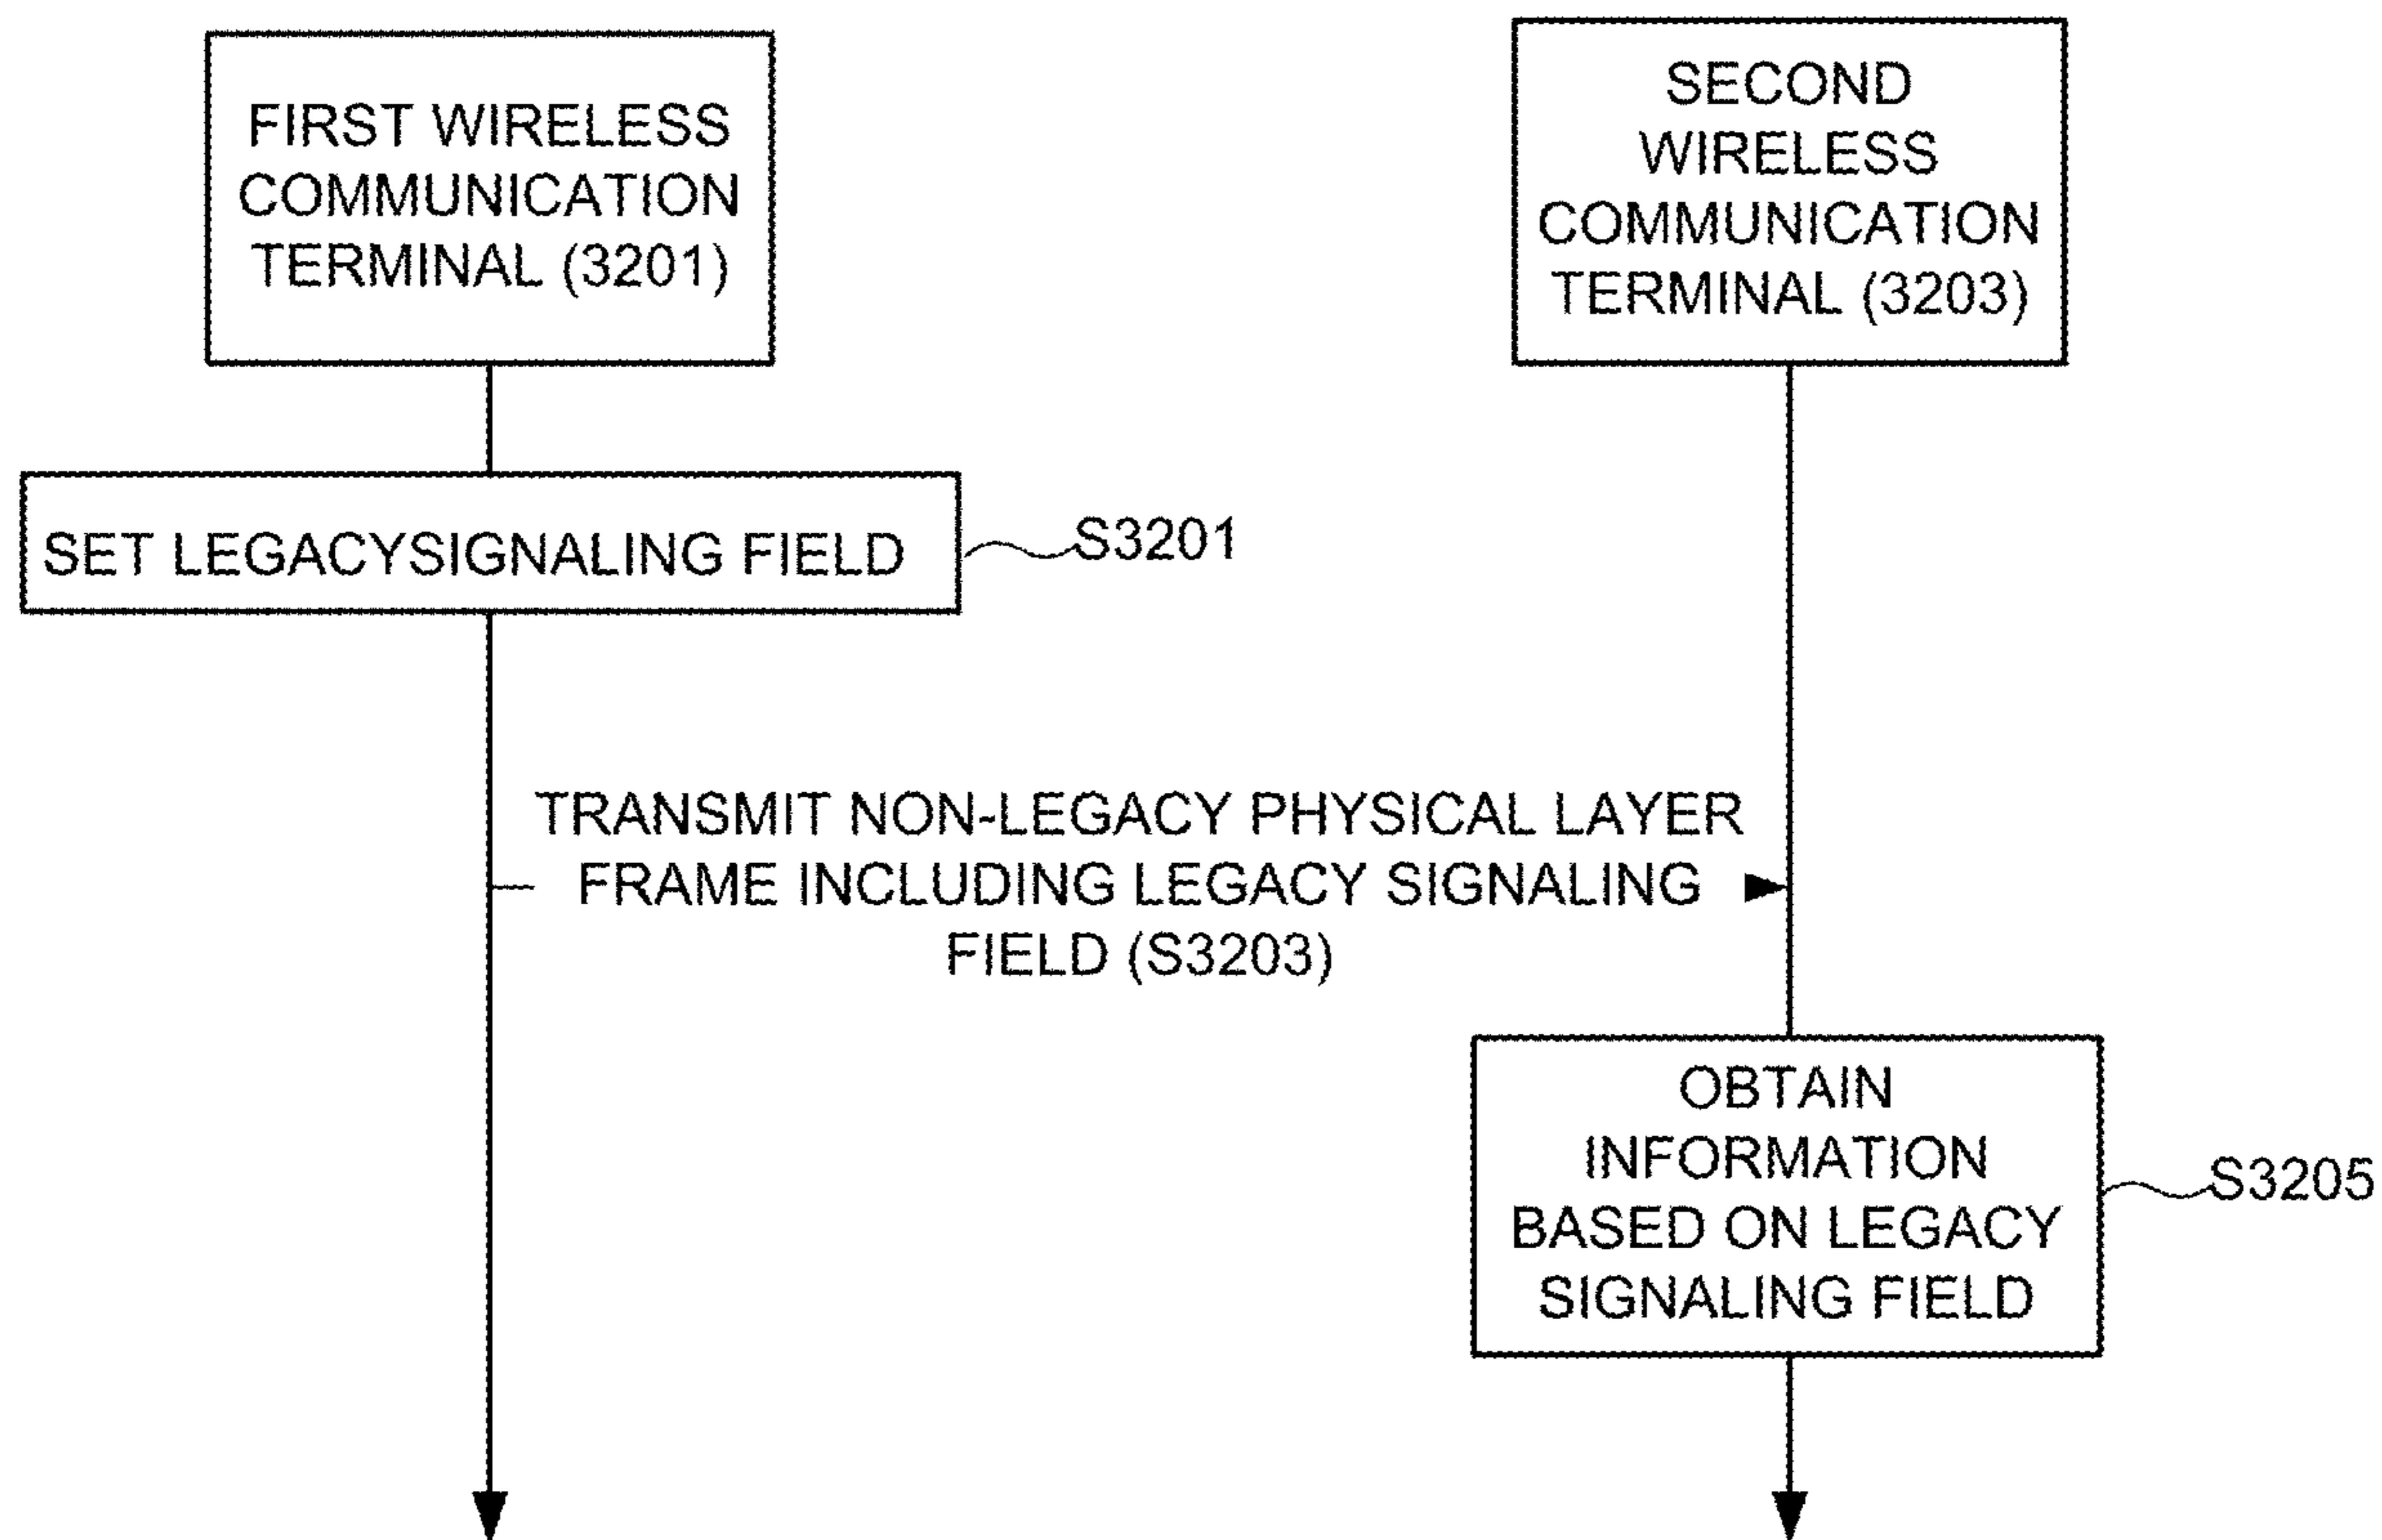 FIRST WIRELESS
COMMUNICATION
TERMINAL (3201)
SECOND
WIRELESS
COMMUNICATION
TERMINAL (3203)
SET LEGACYSIGNALING FIELD
S3201
TRANSMIT NON-LEGACY PHYSICAL LAYER
FRAME INCLUDING LEGACY SIGNALING
FIELD (S3203)
OBTAIN
INFORMATION
BASED ON LEGACY
SIGNALING FIELD
S3205